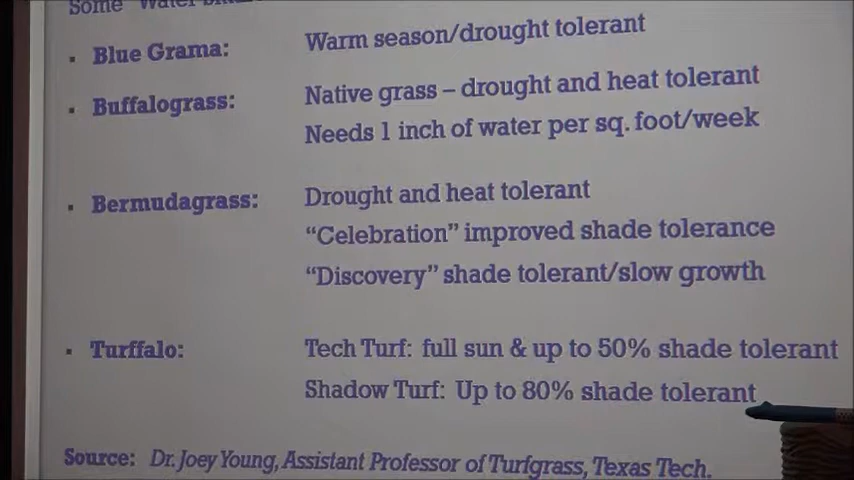 Some "Water
▪ Blue Grama: Warm season/drought tolerant
▪ Buffalograss: Native grass – drought and heat tolerant
Needs 1 inch of water per sq. foot/week
▪ Bermudagrass: Drought and heat tolerant
"Celebration" improved shade tolerance
"Discovery" shade tolerant/slow growth
▪ Turffalo: Tech Turf: full sun & up to 50% shade tolerant
Shadow Turf: Up to 80% shade tolerant
Source: Dr. Joey Young, Assistant Professor of Turfgrass, Texas Tech.